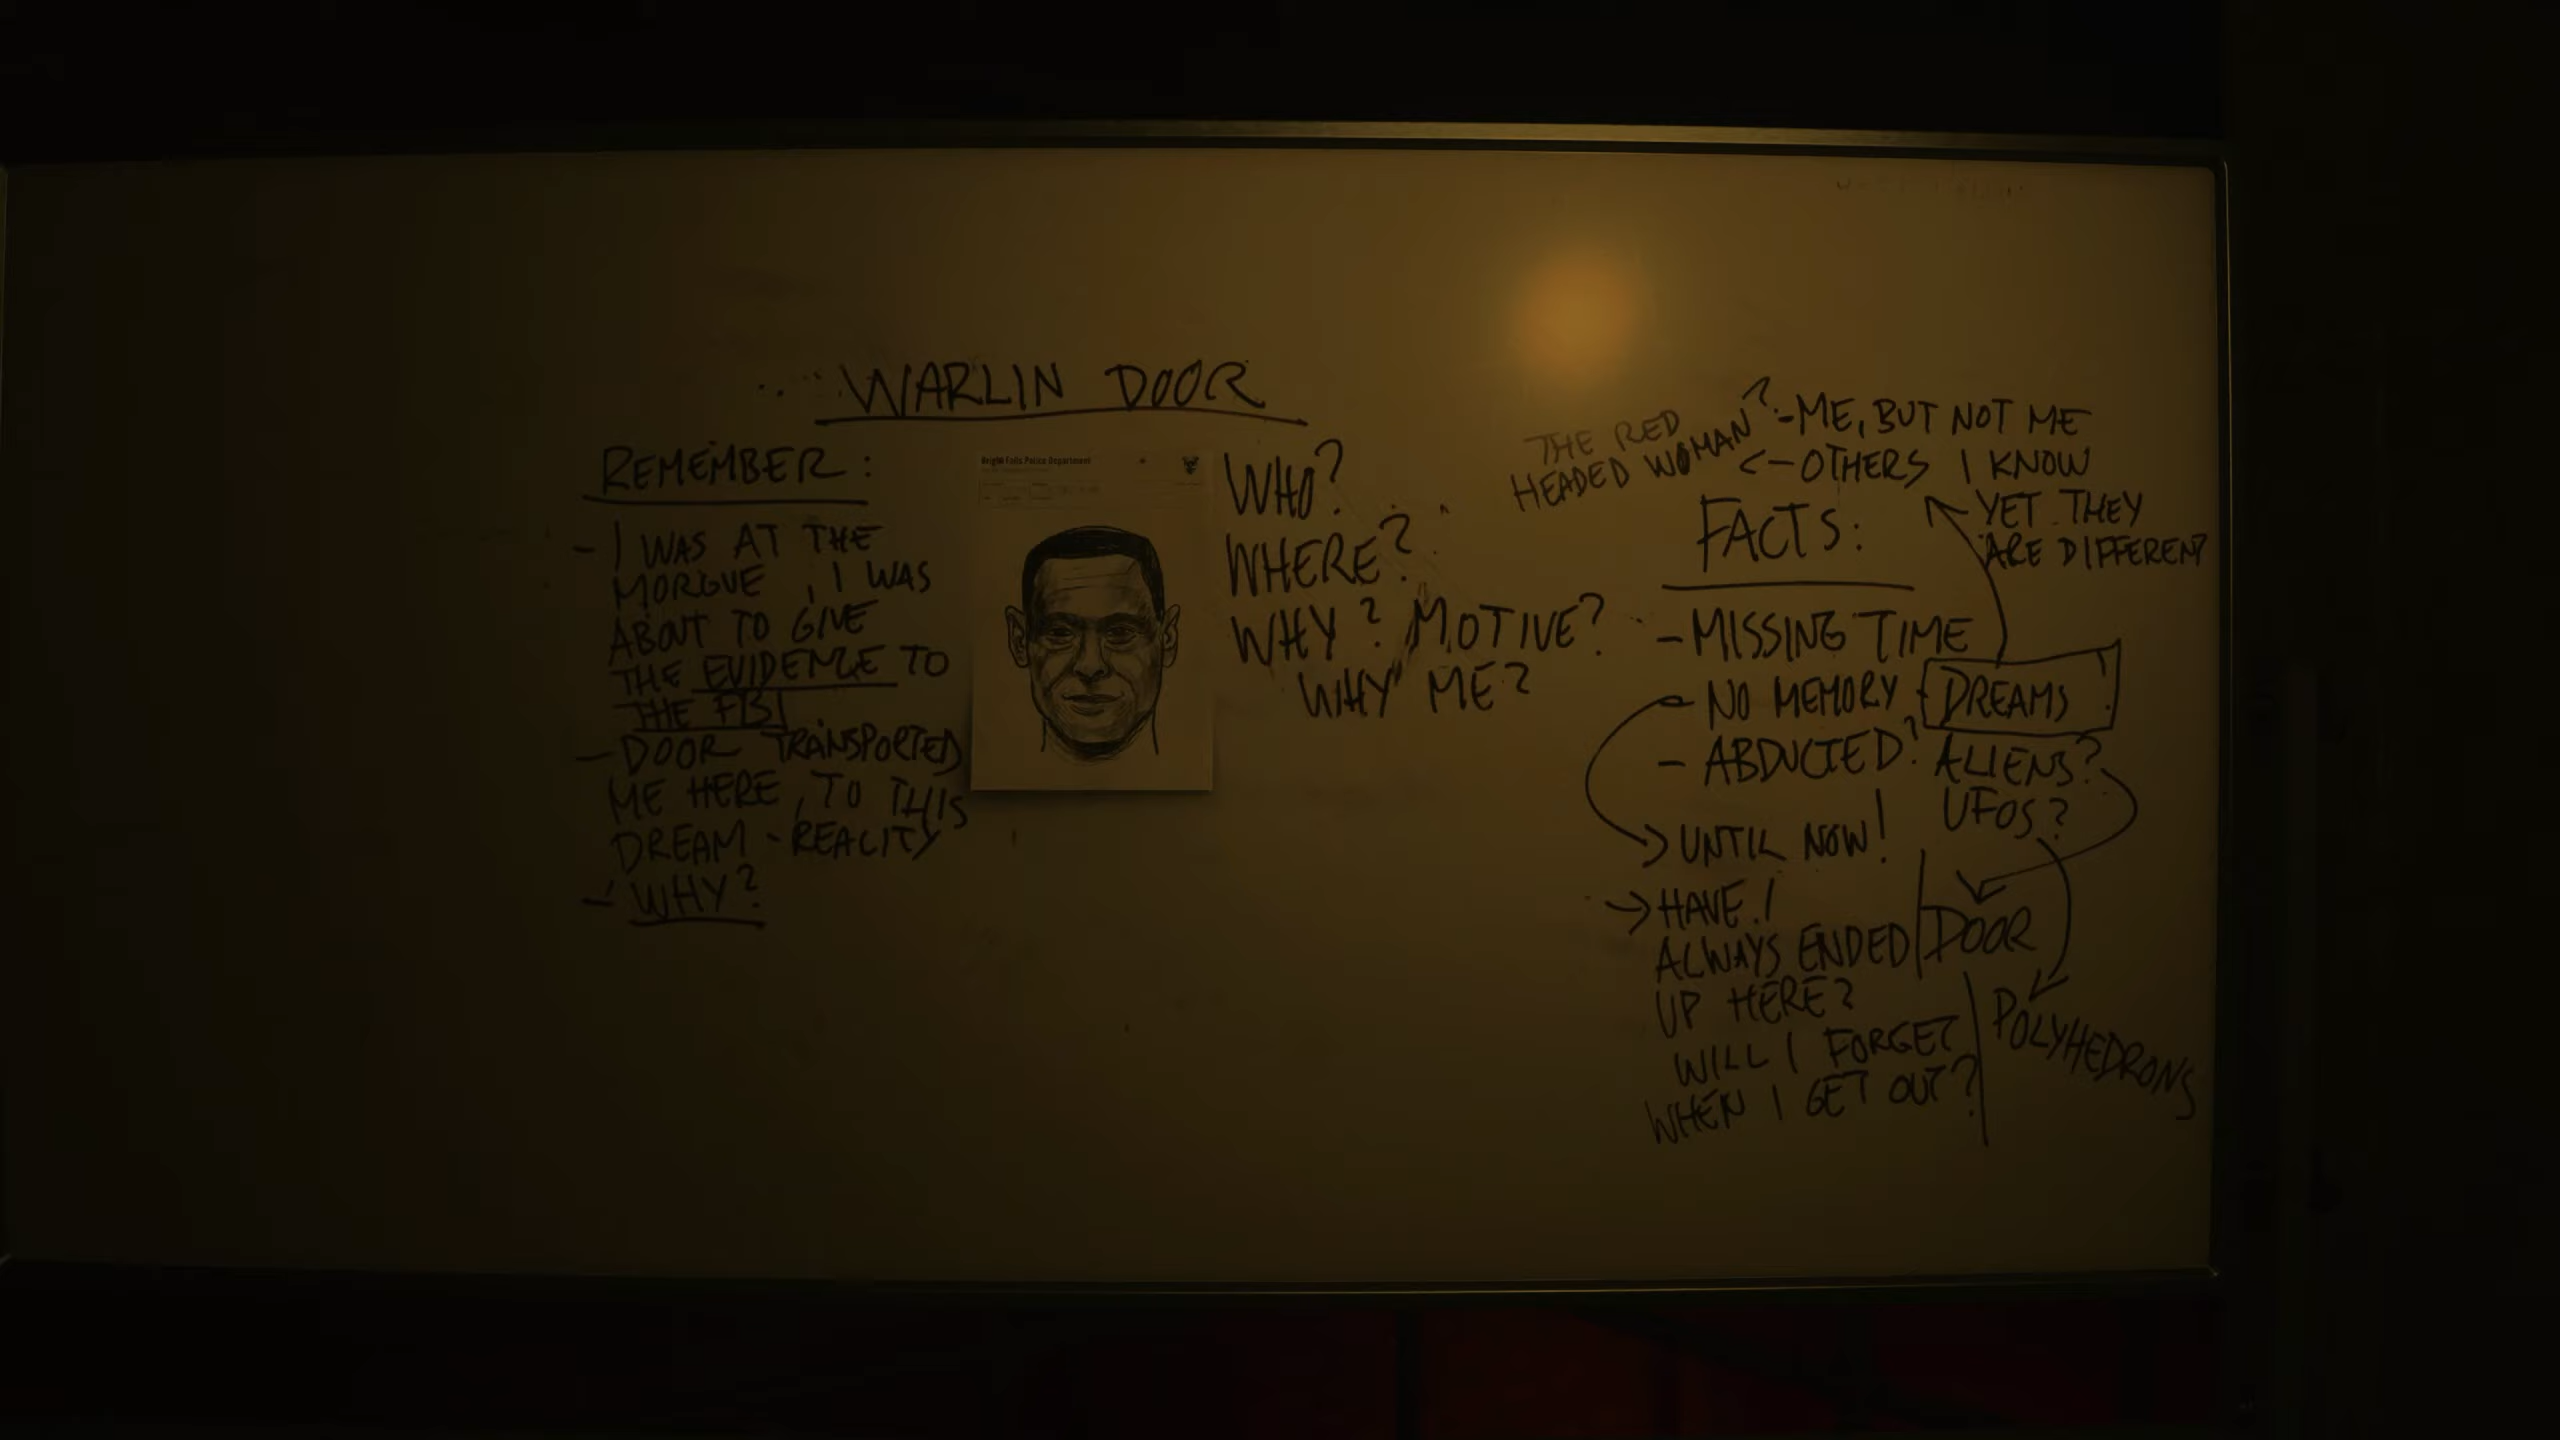 WARLIN DOOR
REMEMBER:
- I WAS AT THE
MORGUE, I WAS
ABOUT TO GIVE
THE EVIDENCE TO
THE FBI
- DOOR TRANSPORTED
ME HERE, TO THIS
DREAM-REALITY
- WHY?
Bright Falls Police Department
WHO?
WHERE?
WHY? MOTIVE?
WHY ME?
THE RED
HEADED WOMAN?
- ME, BUT NOT ME
<- OTHERS I KNOW
YET THEY
ARE DIFFERENT
FACTS:
- MISSING TIME
- NO MEMORY - DREAMS
- ABDUCTED? ALIENS?
UFOS?
-> UNTIL NOW!
-> HAVE I
ALWAYS ENDED
UP HERE?
WILL I FORGET
WHEN I GET OUT?
DOOR
POLYHEDRONS